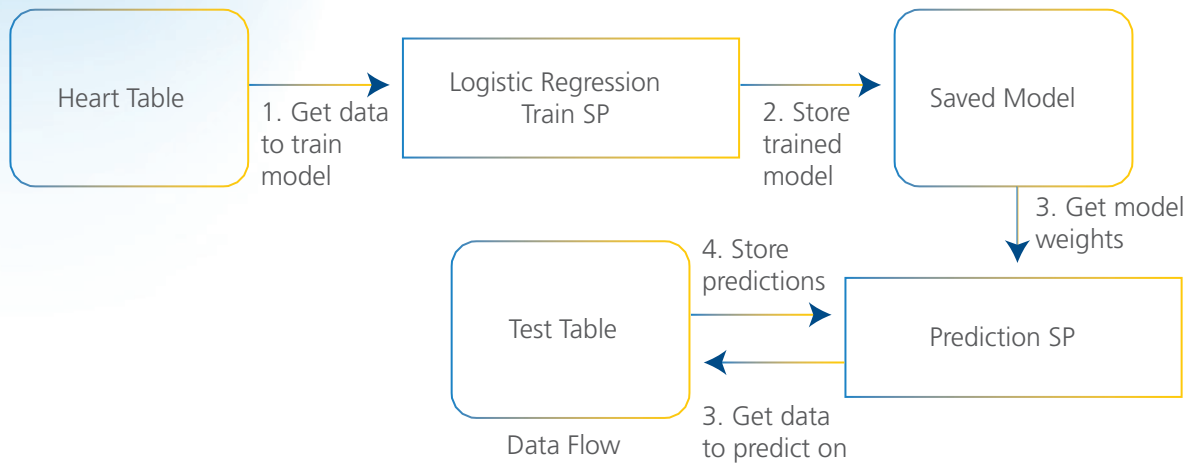 Heart Table
1. Get data
to train
model
Logistic Regression
Train SP
2. Store
trained
model
Saved Model
3. Get model
weights
Test Table
4. Store
predictions
Prediction SP
3. Get data
to predict on
Data Flow